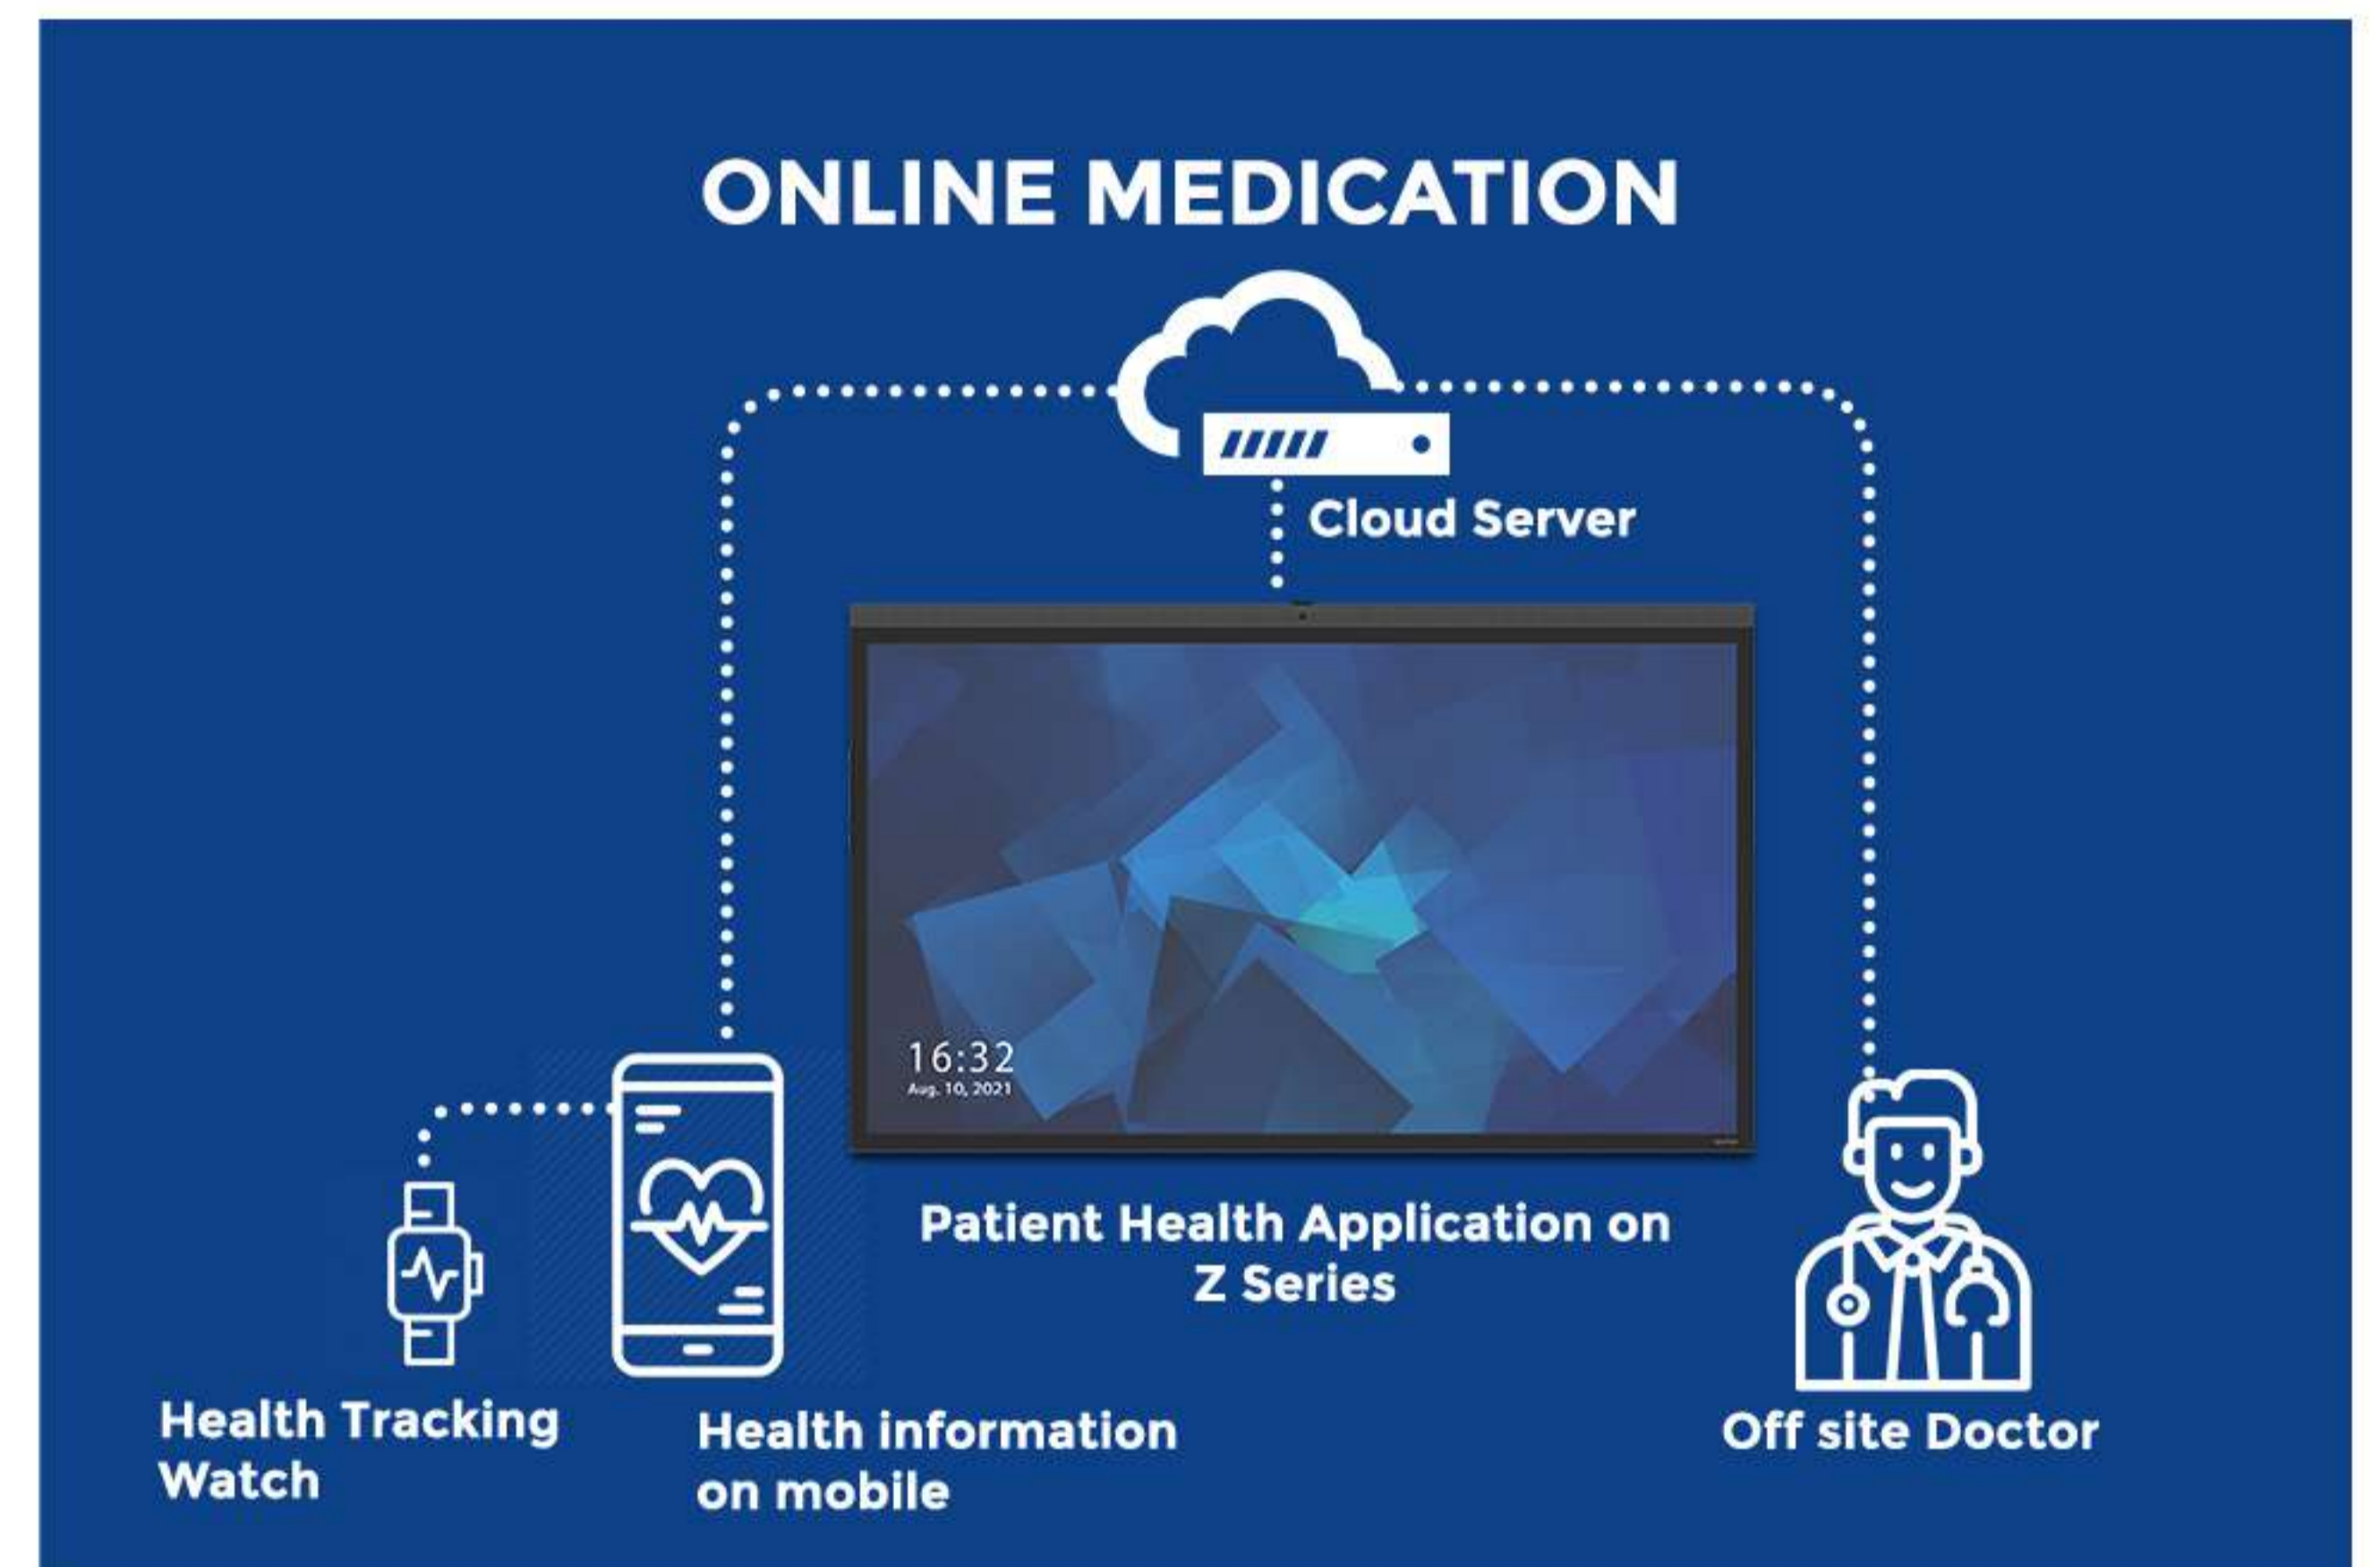 ONLINE MEDICATION
Cloud Server
16:32
Aug. 10, 2021
Patient Health Application on
Z Series
Health Tracking
Watch
Health information
on mobile
Off site Doctor